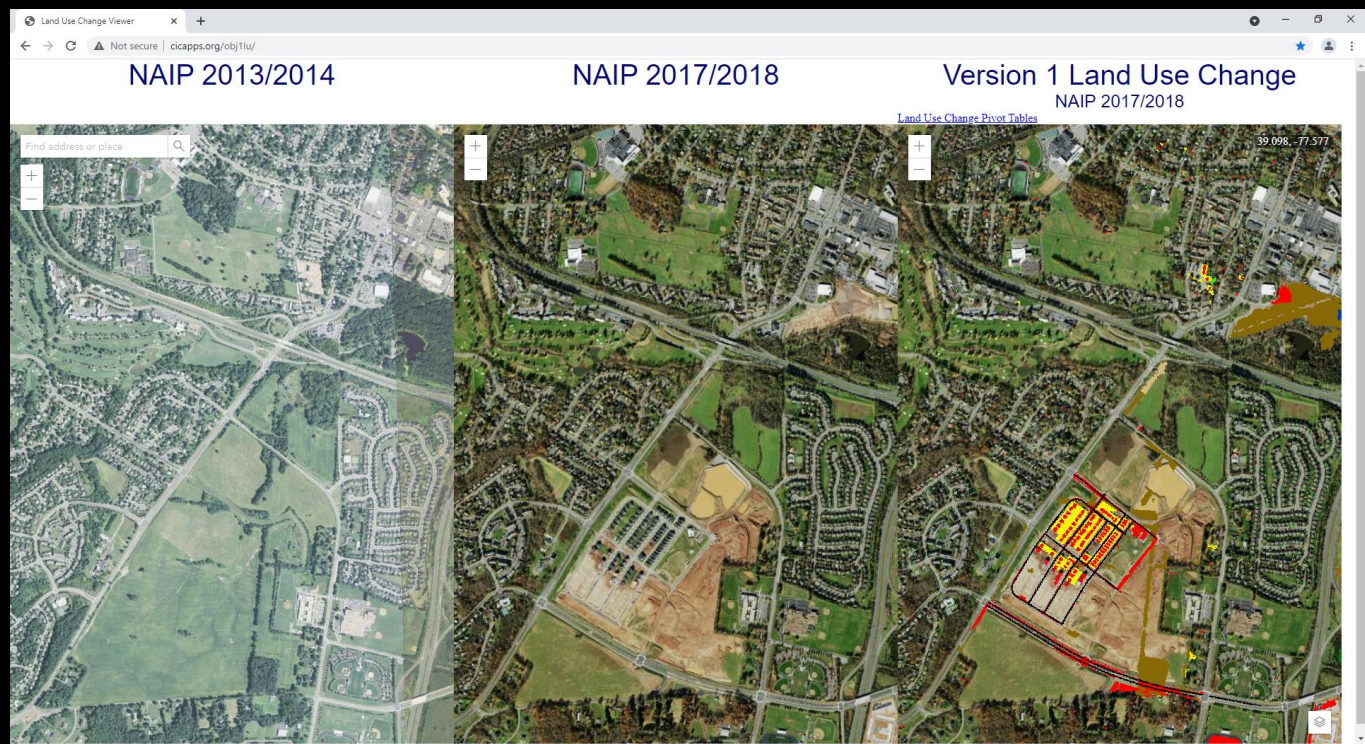 Land Use Change Viewer
Not secure | cicapps.org/obj1lu/
NAIP 2013/2014
NAIP 2017/2018
Version 1 Land Use Change
NAIP 2017/2018
Land Use Change Pivot Tables
Find address or place
39.098, -77.577